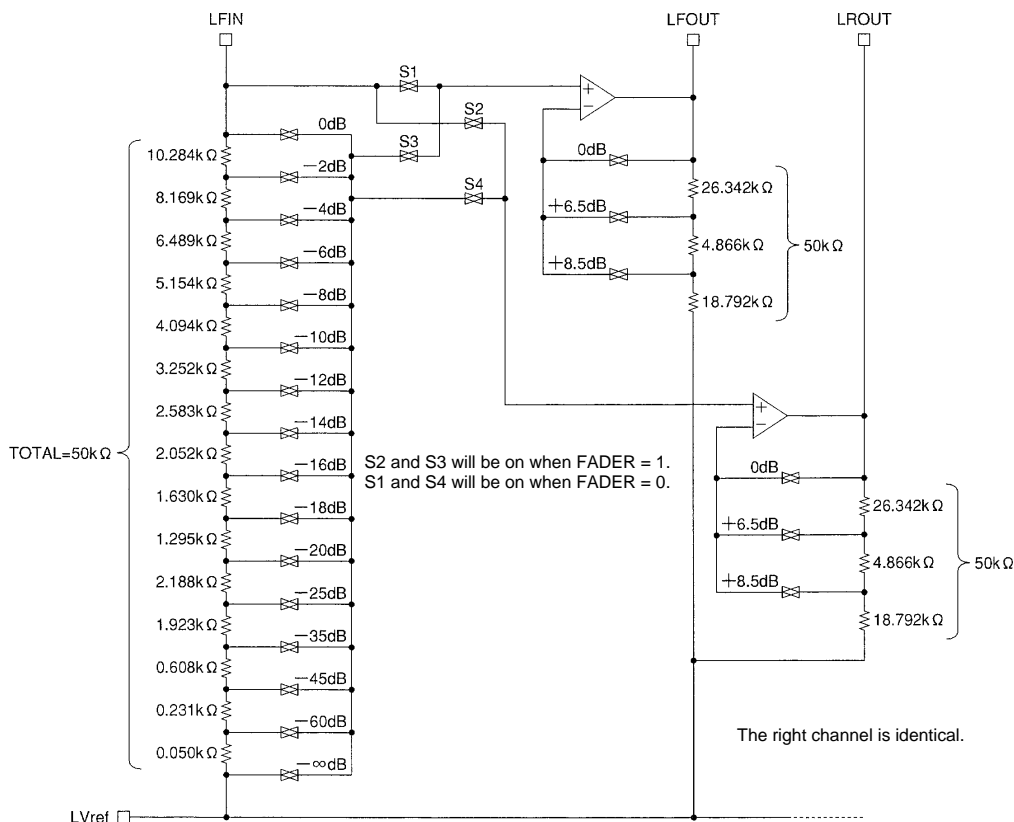 LFIN
LFOUT
LROUT
S1
S2
S3
S4
0dB
10.284kΩ
−2dB
8.169kΩ
−4dB
6.489kΩ
−6dB
5.154kΩ
−8dB
4.094kΩ
−10dB
3.252kΩ
−12dB
2.583kΩ
−14dB
2.052kΩ
−16dB
1.630kΩ
−18dB
1.295kΩ
−20dB
2.188kΩ
−25dB
1.923kΩ
−35dB
0.608kΩ
−45dB
0.231kΩ
−60dB
0.050kΩ
−∞dB
TOTAL=50kΩ
LVref
+
−
0dB
26.342kΩ
+6.5dB
4.866kΩ
50kΩ
+8.5dB
18.792kΩ
S2 and S3 will be on when FADER = 1.
S1 and S4 will be on when FADER = 0.
+
−
0dB
26.342kΩ
+6.5dB
4.866kΩ
50kΩ
+8.5dB
18.792kΩ
The right channel is identical.